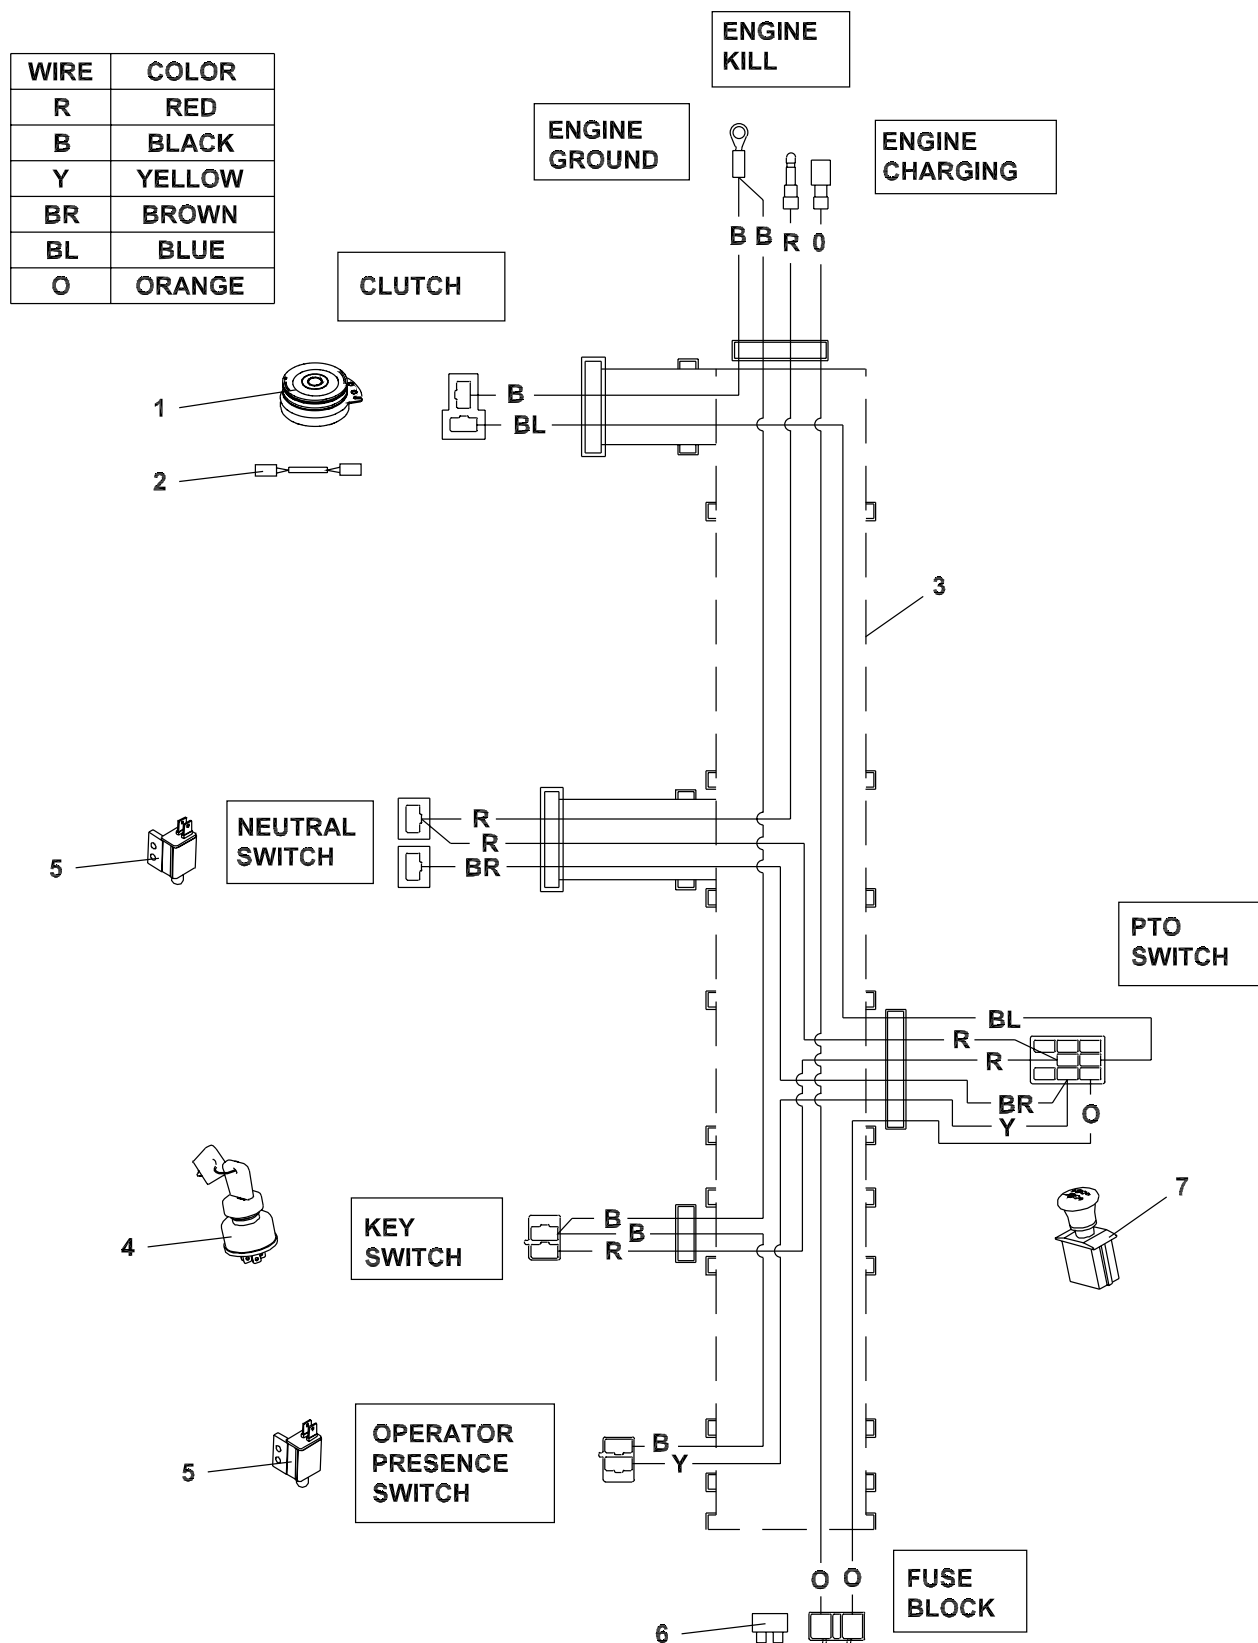 ENGINE
KILL
WIRE COLOR
R RED
B BLACK
Y YELLOW
BR BROWN
BL BLUE
O ORANGE
ENGINE
GROUND
ENGINE
CHARGING
B B R 0
CLUTCH
1
B
BL
2
3
NEUTRAL
SWITCH
5
R
R
BR
PTO
SWITCH
BL
R
R
BR
O
Y
7
4
KEY
SWITCH
B
B
R
OPERATOR
PRESENCE
SWITCH
5
B
Y
O O
FUSE
BLOCK
6